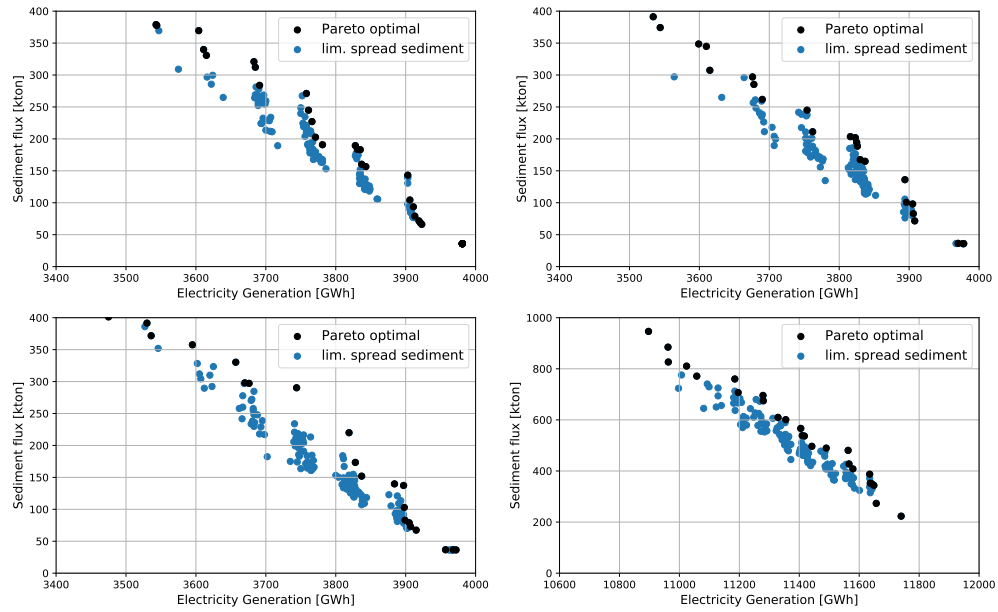 400
350
300
250
200
150
100
50
0
Sediment flux [kton]
Pareto optimal
lim. spread sediment
3400 3500 3600 3700 3800 3900 4000
Electricity Generation [GWh]
400
350
300
250
200
150
100
50
0
Sediment flux [kton]
Pareto optimal
lim. spread sediment
3400 3500 3600 3700 3800 3900 4000
Electricity Generation [GWh]
400
350
300
250
200
150
100
50
0
Sediment flux [kton]
Pareto optimal
lim. spread sediment
3400 3500 3600 3700 3800 3900 4000
Electricity Generation [GWh]
1000
800
600
400
200
0
Sediment flux [kton]
Pareto optimal
lim. spread sediment
10600 10800 11000 11200 11400 11600 11800 12000
Electricity Generation [GWh]